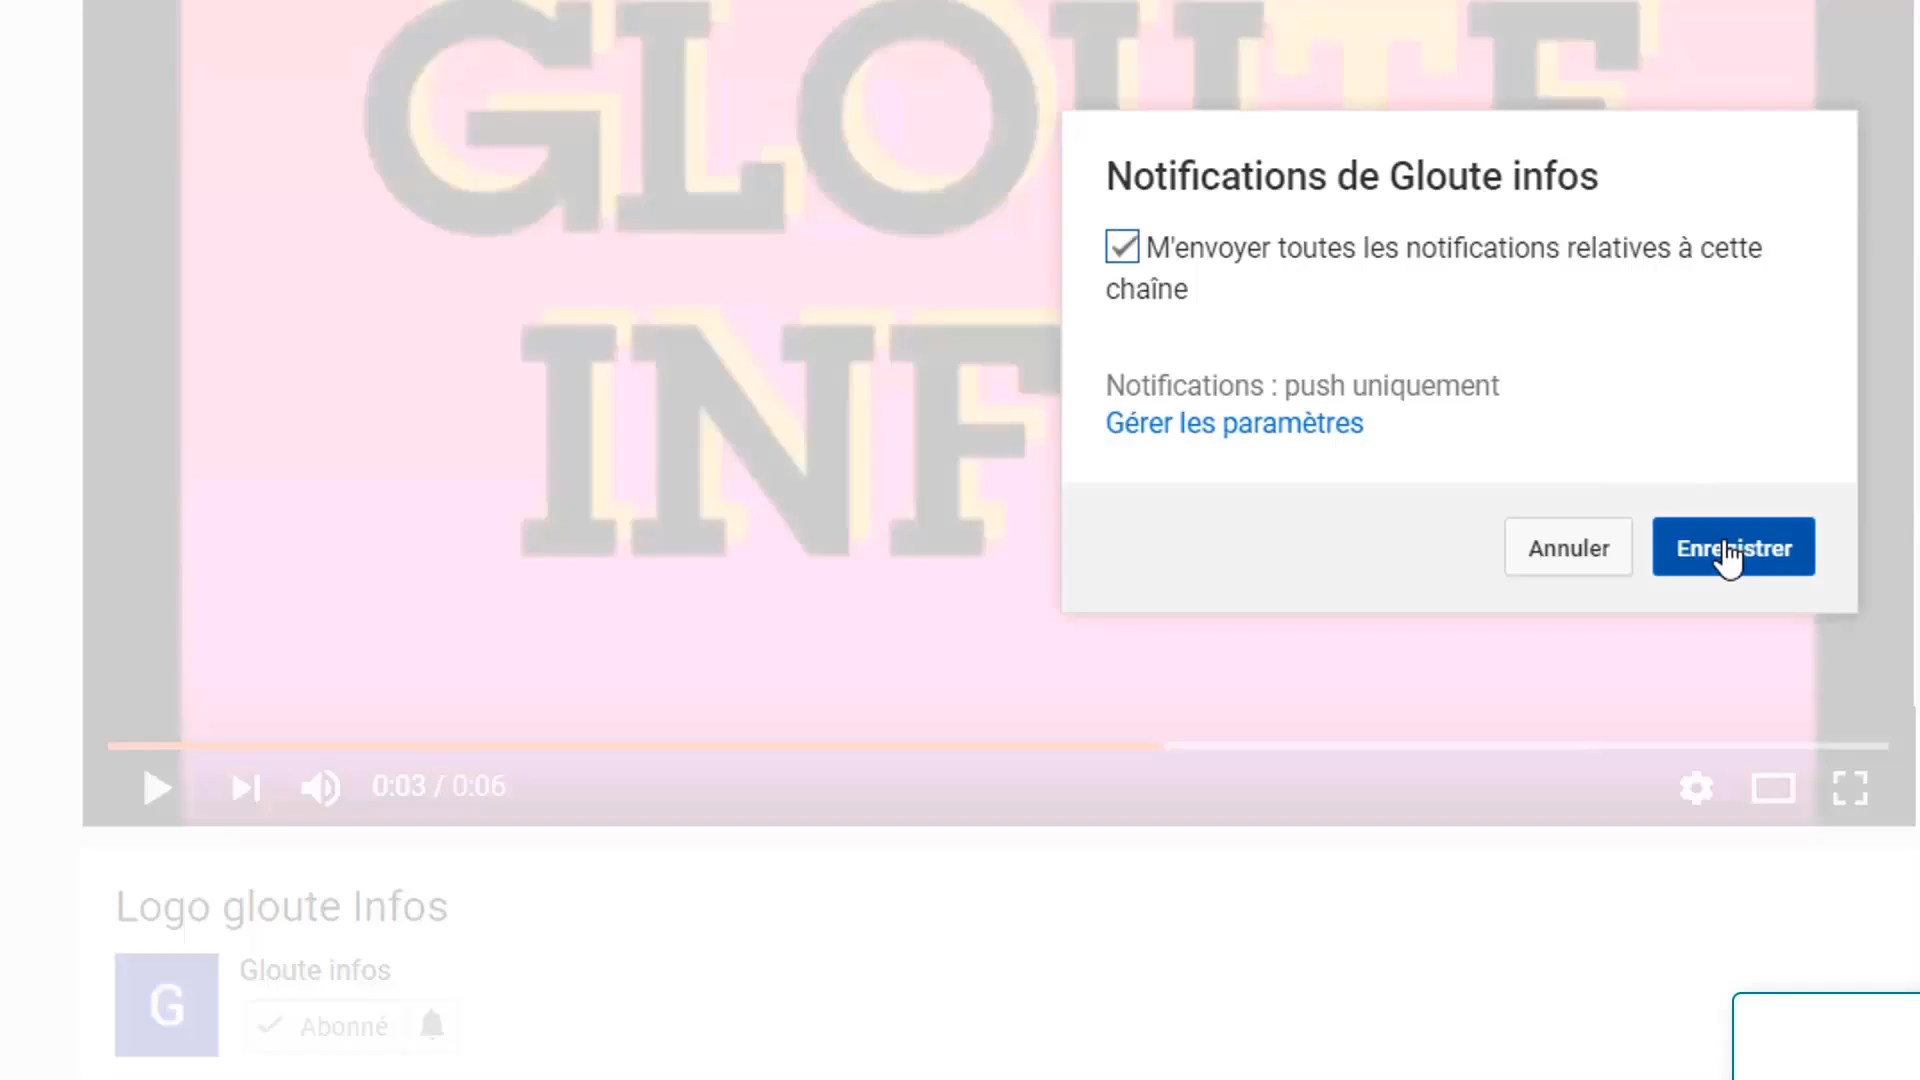 GLOUTE
INF
Notifications de Gloute infos
M'envoyer toutes les notifications relatives à cette
chaîne
Notifications : push uniquement
Gérer les paramètres
Annuler
Enregistrer
0:03 / 0:06
Logo gloute Infos
G
Gloute infos
Abonné